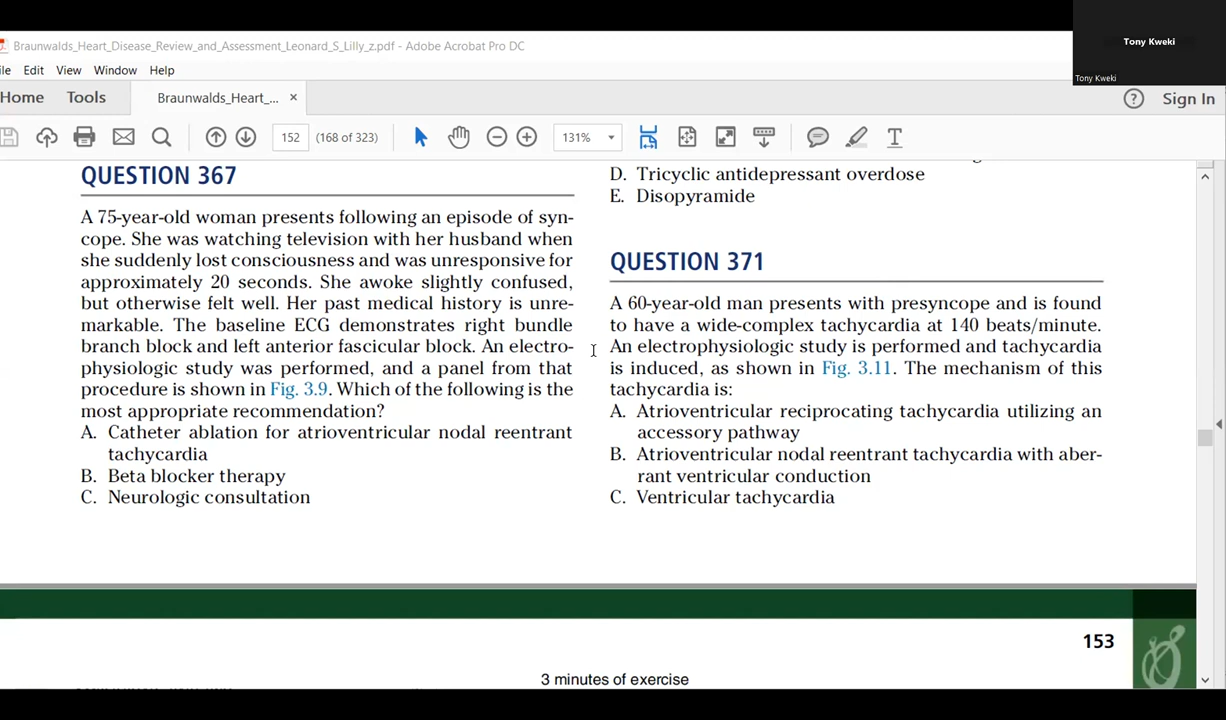 Tony Kweki
Tony Kweki
Braunwalds_Heart_Disease_Review_and_Assessment_Leonard_S_Lilly_z.pdf - Adobe Acrobat Pro DC
ile Edit View Window Help
Home Tools Braunwalds_Heart_... × ? Sign In
152 (168 of 323) 131%
QUESTION 367
A 75-year-old woman presents following an episode of syn-
cope. She was watching television with her husband when
she suddenly lost consciousness and was unresponsive for
approximately 20 seconds. She awoke slightly confused,
but otherwise felt well. Her past medical history is unre-
markable. The baseline ECG demonstrates right bundle
branch block and left anterior fascicular block. An electro-
physiologic study was performed, and a panel from that
procedure is shown in Fig. 3.9. Which of the following is the
most appropriate recommendation?
A. Catheter ablation for atrioventricular nodal reentrant
tachycardia
B. Beta blocker therapy
C. Neurologic consultation
D. Tricyclic antidepressant overdose
E. Disopyramide
QUESTION 371
A 60-year-old man presents with presyncope and is found
to have a wide-complex tachycardia at 140 beats/minute.
An electrophysiologic study is performed and tachycardia
is induced, as shown in Fig. 3.11. The mechanism of this
tachycardia is:
A. Atrioventricular reciprocating tachycardia utilizing an
accessory pathway
B. Atrioventricular nodal reentrant tachycardia with aber-
rant ventricular conduction
C. Ventricular tachycardia
153
3 minutes of exercise